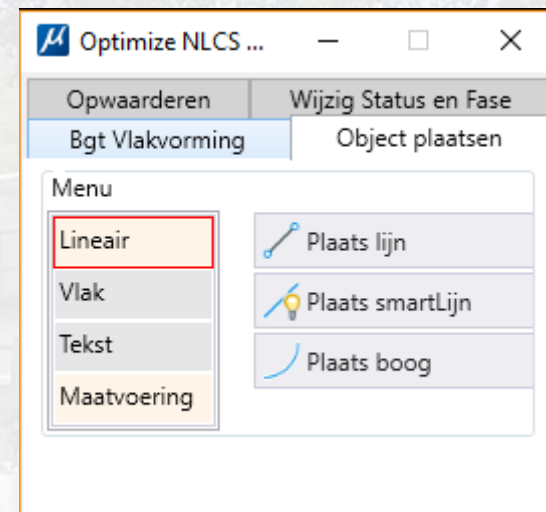 Optimize NLCS ...
Opwaarderen
Wijzig Status en Fase
Bgt Vlakvorming
Object plaatsen
Menu
Lineair
Vlak
Tekst
Maatvoering
Plaats lijn
Plaats smartLijn
Plaats boog